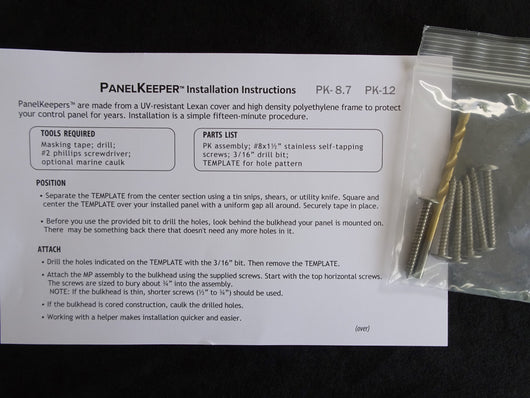 PANELKEEPER™ Installation Instructions PK-8.7 PK-12
PanelKeepers™ are made from a UV-resistant Lexan cover and high density polyethylene frame to protect
your control panel for years. Installation is a simple fifteen-minute procedure.
TOOLS REQUIRED
Masking tape; drill;
#2 phillips screwdriver;
optional marine caulk
PARTS LIST
PK assembly; #8x1½" stainless self-tapping
screws; 3/16" drill bit;
TEMPLATE for hole pattern
POSITION
• Separate the TEMPLATE from the center section using a tin snips, shears, or utility knife. Square and
center the TEMPLATE over your installed panel with a uniform gap all around. Securely tape in place.
• Before you use the provided bit to drill the holes, look behind the bulkhead your panel is mounted on.
There may be something back there that doesn't need any more holes in it.
ATTACH
• Drill the holes indicated on the TEMPLATE with the 3/16" bit. Then remove the TEMPLATE.
• Attach the MP assembly to the bulkhead using the supplied screws. Start with the top horizontal screws.
The screws are sized to bury about ¾" into the assembly.
NOTE: If the bulkhead is thin, shorter screws (½" to ¾") should be used.
• If the bulkhead is cored construction, caulk the drilled holes.
• Working with a helper makes installation quicker and easier.
(over)